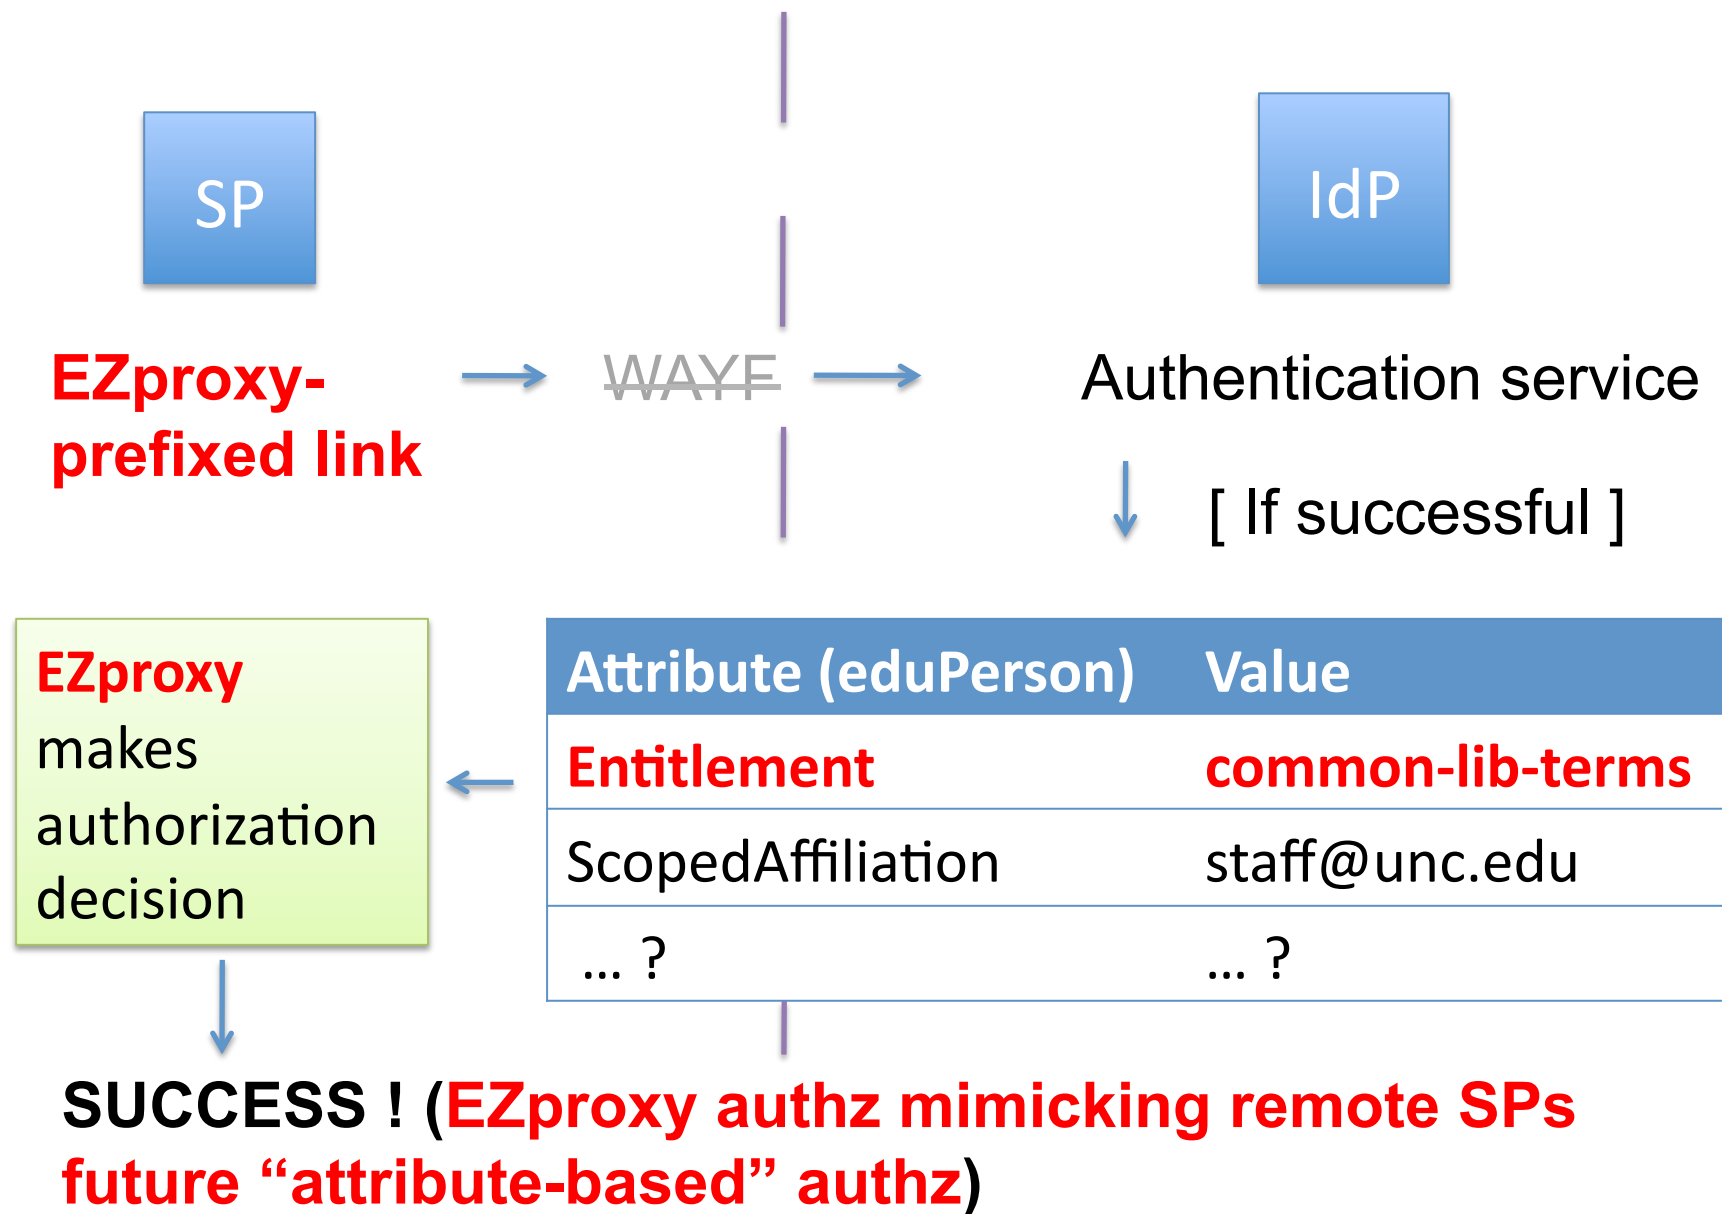 SP
IdP
EZproxy-
prefixed link
WAYF
Authentication service
[ If successful ]
EZproxy
makes
authorization
decision
Attribute (eduPerson) Value
Entitlement common-lib-terms
ScopedAffiliation staff@unc.edu
... ? ... ?
SUCCESS ! (EZproxy authz mimicking remote SPs
future “attribute-based” authz)